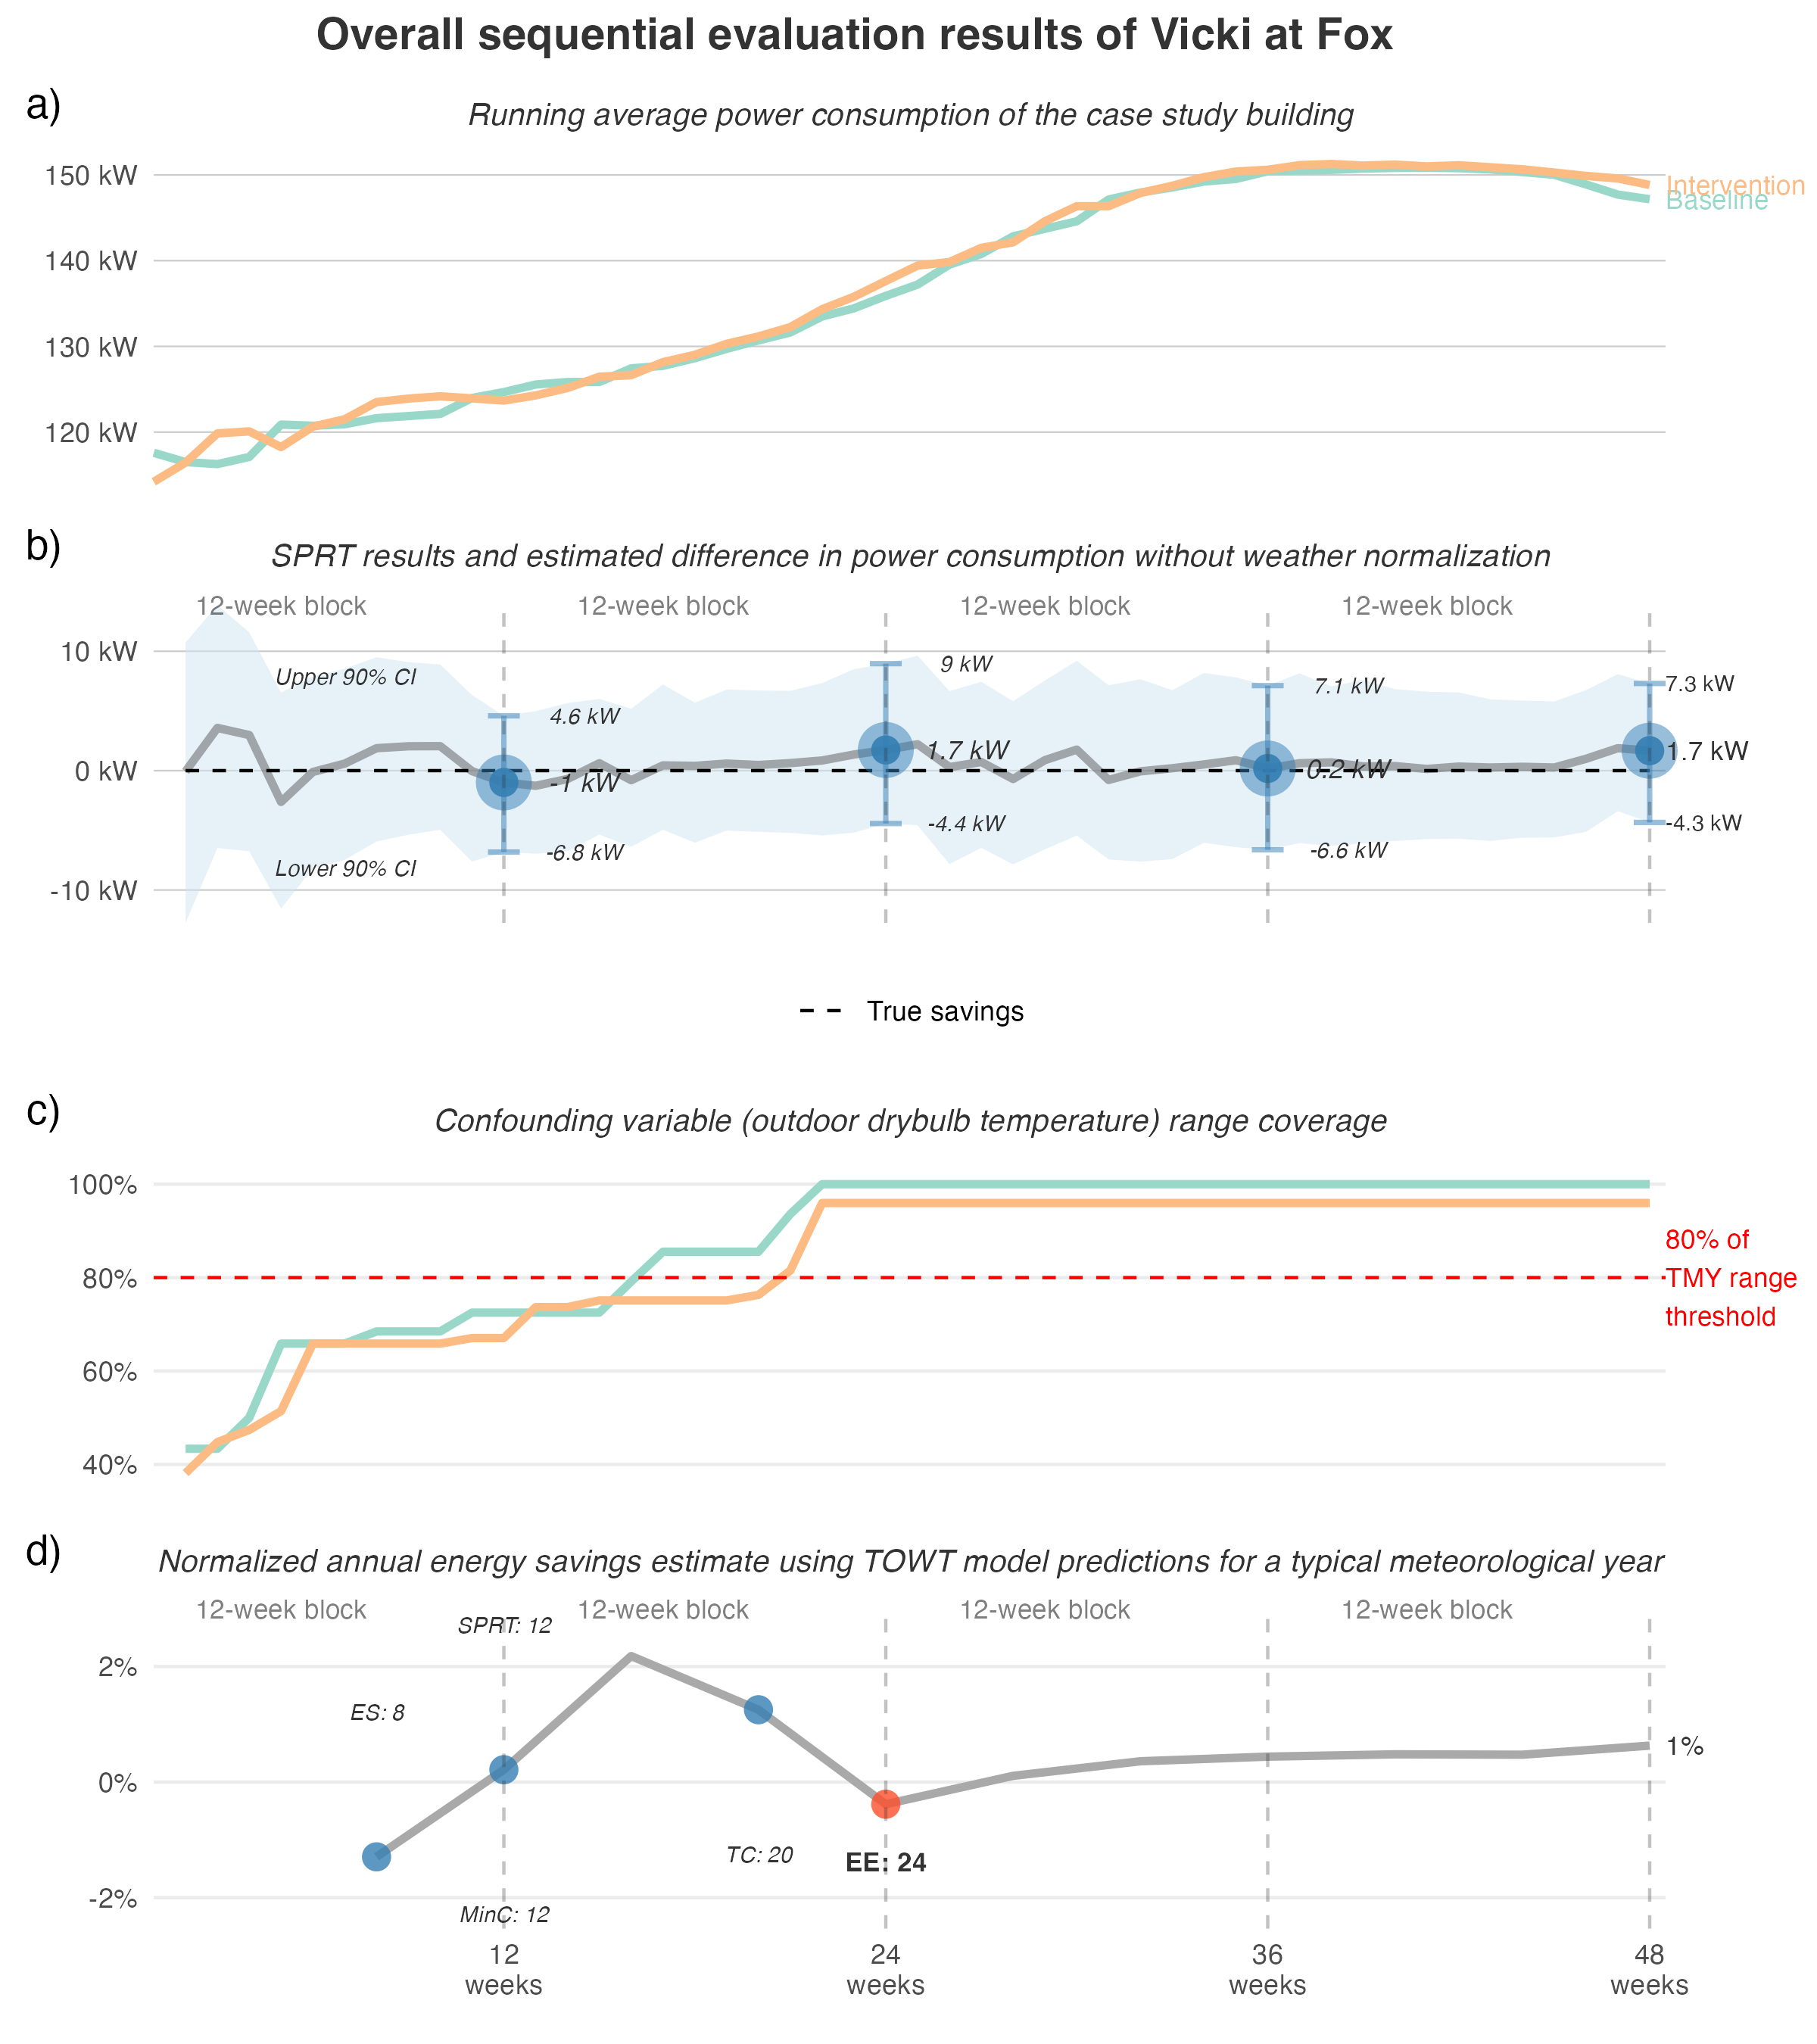 Overall sequential evaluation results of Vicki at Fox
a)
Running average power consumption of the case study building
150 kW
140 kW
130 kW
120 kW
Intervention
Baseline
b)
SPRT results and estimated difference in power consumption without weather normalization
12-week block
12-week block
12-week block
12-week block
10 kW
0 kW
-10 kW
Upper 90% CI
Lower 90% CI
4.6 kW
-1 kW
-6.8 kW
9 kW
1.7 kW
-4.4 kW
7.1 kW
0.2 kW
-6.6 kW
7.3 kW
1.7 kW
-4.3 kW
True savings
c)
Confounding variable (outdoor drybulb temperature) range coverage
100%
80%
60%
40%
80% of
TMY range
threshold
d)
Normalized annual energy savings estimate using TOWT model predictions for a typical meteorological year
12-week block
12-week block
12-week block
12-week block
2%
0%
-2%
SPRT: 12
ES: 8
MinC: 12
TC: 20
EE: 24
1%
12
weeks
24
weeks
36
weeks
48
weeks